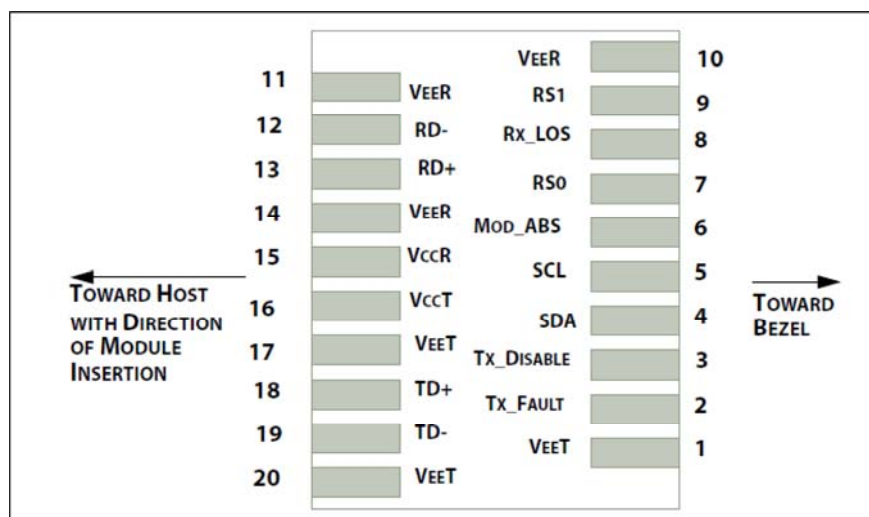 11 VEER
12 RD-
13 RD+
14 VEER
15 VCCR
16 VCCT
17 VEET
18 TD+
19 TD-
20 VEET
VEER 10
RS1 9
RX_LOS 8
RS0 7
MOD_ABS 6
SCL 5
SDA 4
TX_DISABLE 3
TX_FAULT 2
VEET 1
TOWARD HOST
WITH DIRECTION
OF MODULE
INSERTION
TOWARD
BEZEL